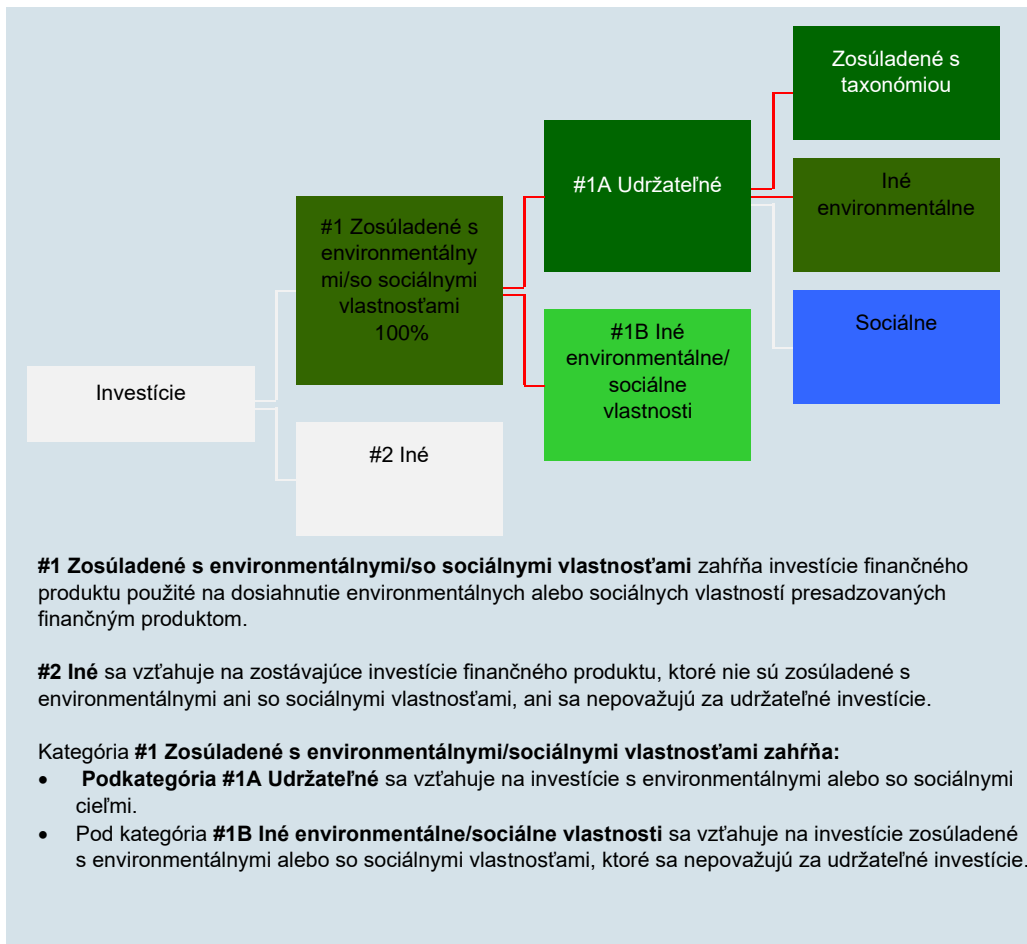 Zosúladené s
taxonómiou
#1A Udržateľné
Iné
environmentálne
#1 Zosúladené s
environmentálny
mi/so sociálnymi
vlastnosťami
100%
Sociálne
#1B Iné
environmentálne/
sociálne
vlastnosti
Investície
#2 Iné
#1 Zosúladené s environmentálnymi/so sociálnymi vlastnosťami zahŕňa investície finančného
produktu použité na dosiahnutie environmentálnych alebo sociálnych vlastností presadzovaných
finančným produktom.
#2 Iné sa vzťahuje na zostávajúce investície finančného produktu, ktoré nie sú zosúladené s
environmentálnymi ani so sociálnymi vlastnosťami, ani sa nepovažujú za udržateľné investície.
Kategória #1 Zosúladené s environmentálnymi/sociálnymi vlastnosťami zahŕňa:
• Podkategória #1A Udržateľné sa vzťahuje na investície s environmentálnymi alebo so sociálnymi
cieľmi.
• Pod kategória #1B Iné environmentálne/sociálne vlastnosti sa vzťahuje na investície zosúladené
s environmentálnymi alebo so sociálnymi vlastnosťami, ktoré sa nepovažujú za udržateľné investície.